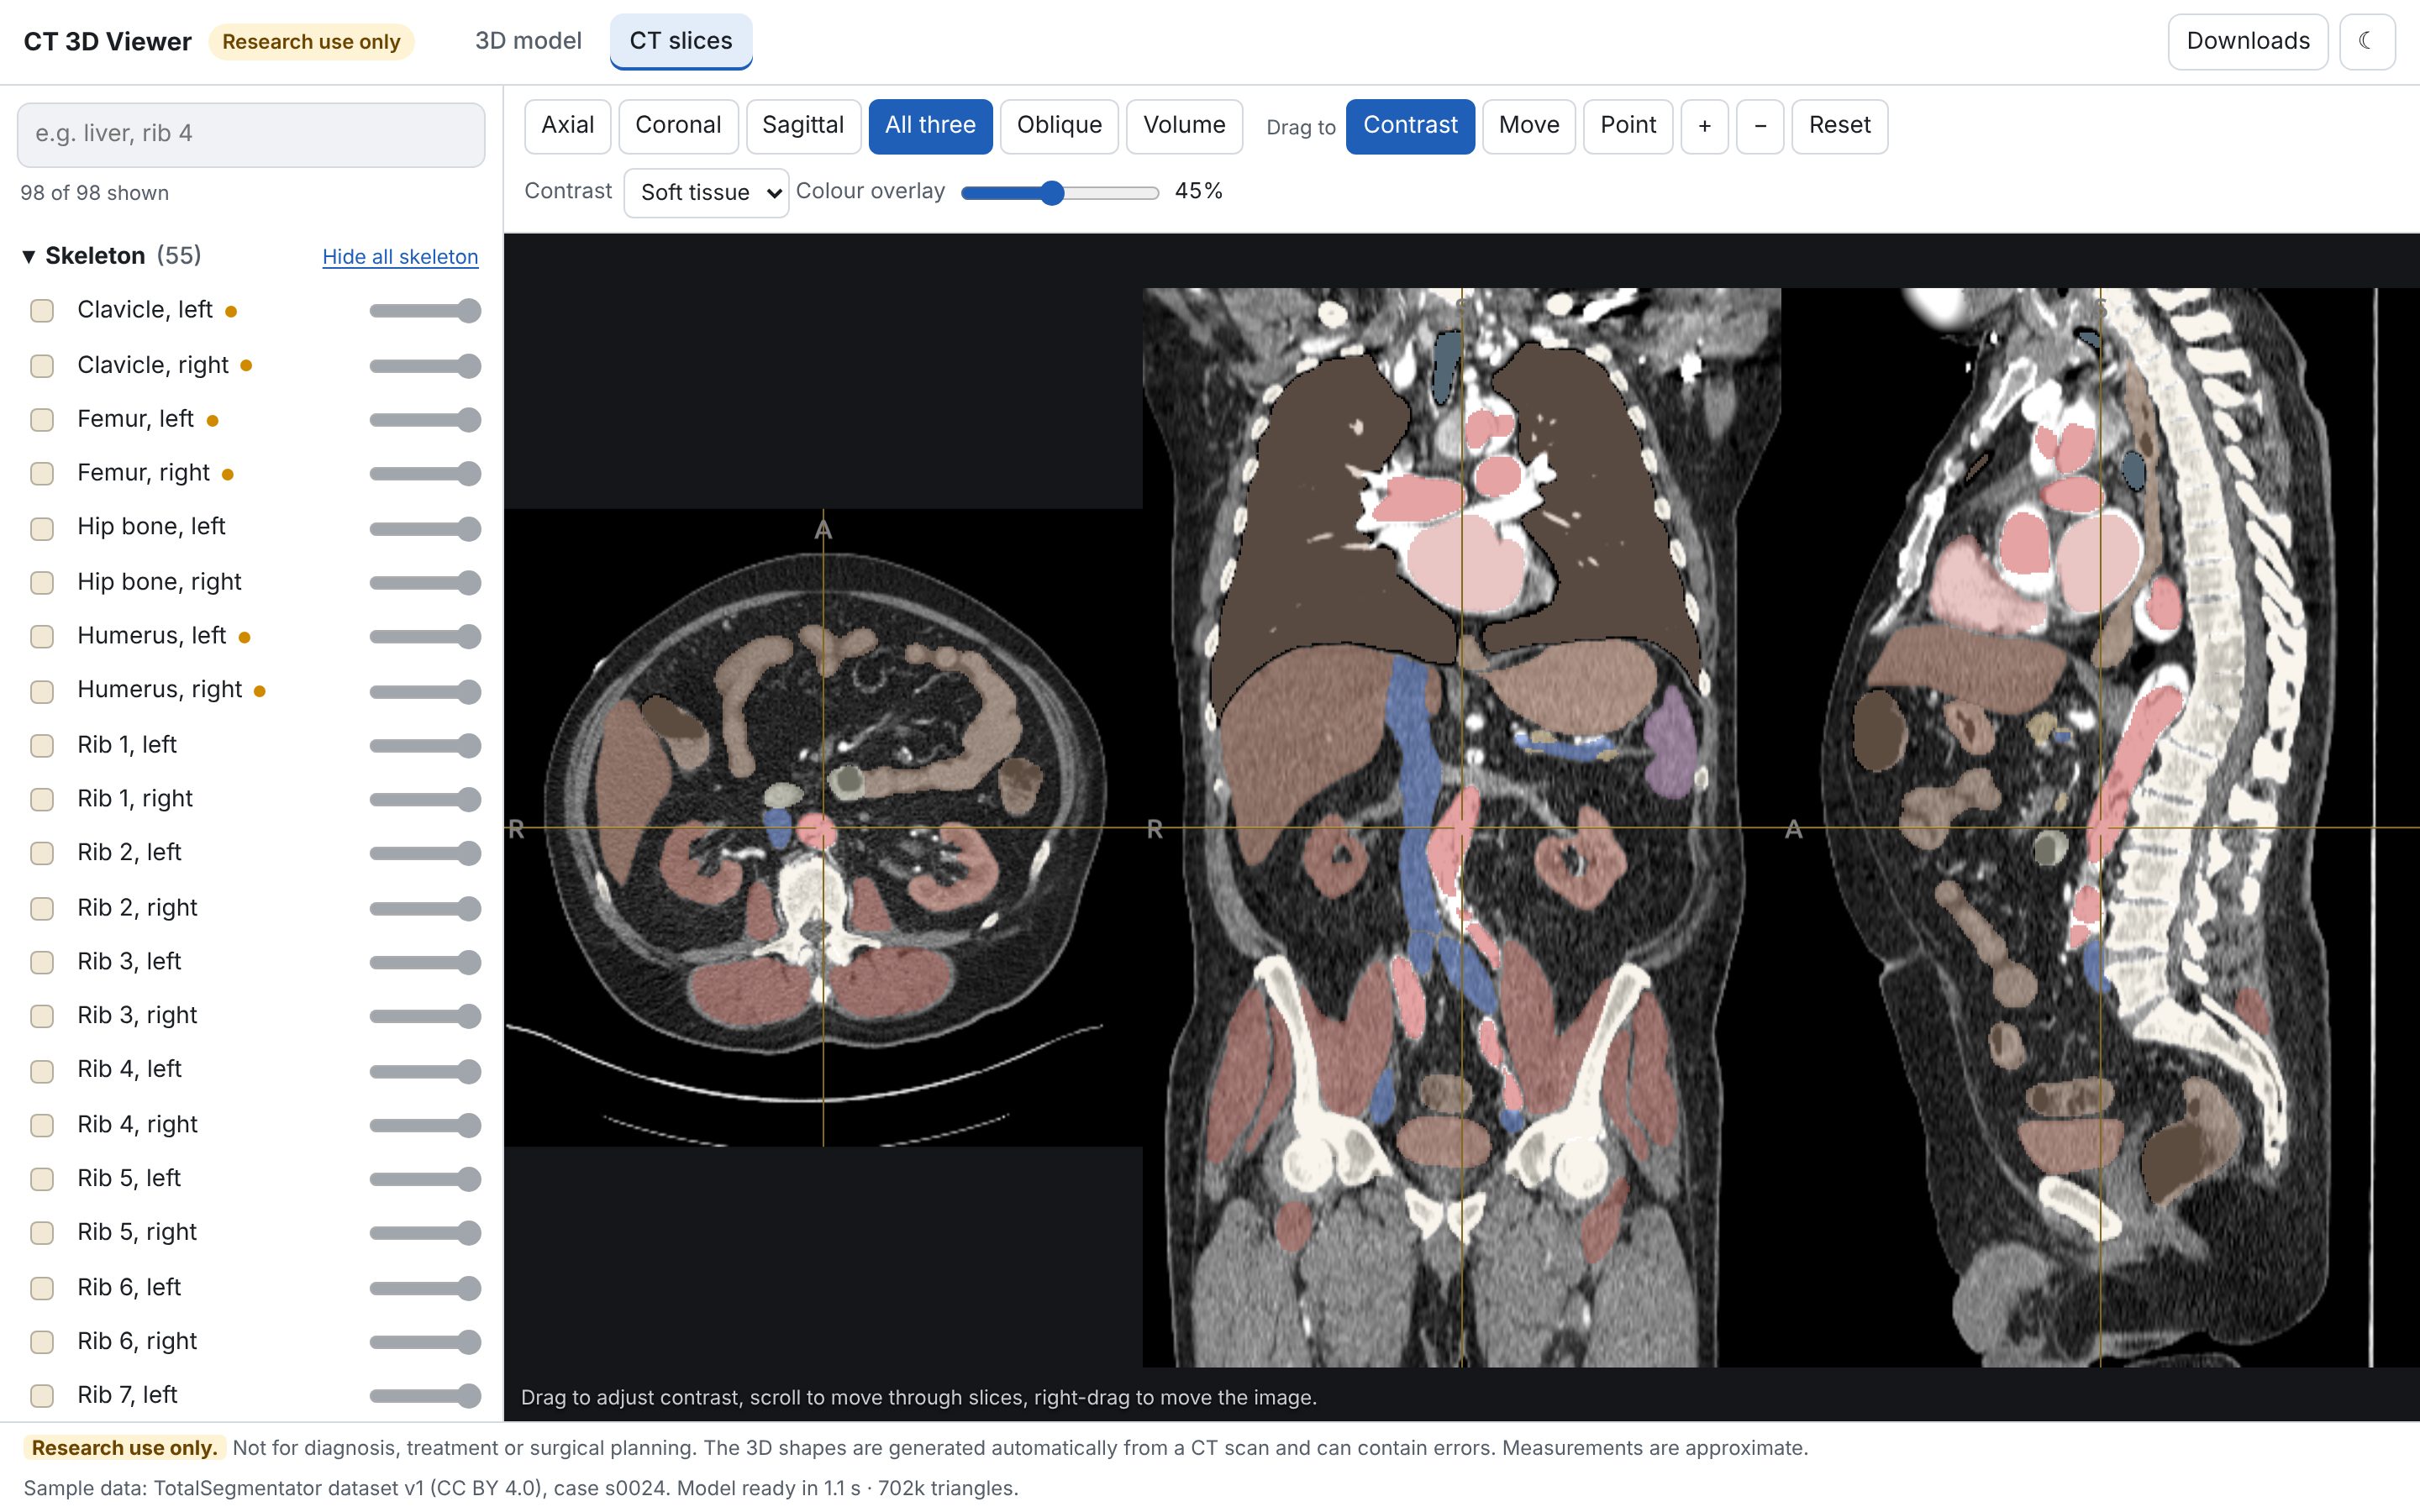 CT 3D Viewer Research use only 3D model CT slices Downloads
e.g. liver, rib 4
98 of 98 shown
▼ Skeleton (55) Hide all skeleton
Clavicle, left
Clavicle, right
Femur, left
Femur, right
Hip bone, left
Hip bone, right
Humerus, left
Humerus, right
Rib 1, left
Rib 1, right
Rib 2, left
Rib 2, right
Rib 3, left
Rib 3, right
Rib 4, left
Rib 4, right
Rib 5, left
Rib 5, right
Rib 6, left
Rib 6, right
Rib 7, left
Axial Coronal Sagittal All three Oblique Volume Drag to Contrast Move Point + − Reset
Contrast Soft tissue Colour overlay 45%
S S
A
R R A
Drag to adjust contrast, scroll to move through slices, right-drag to move the image.
Research use only. Not for diagnosis, treatment or surgical planning. The 3D shapes are generated automatically from a CT scan and can contain errors. Measurements are approximate.
Sample data: TotalSegmentator dataset v1 (CC BY 4.0), case s0024. Model ready in 1.1 s · 702k triangles.